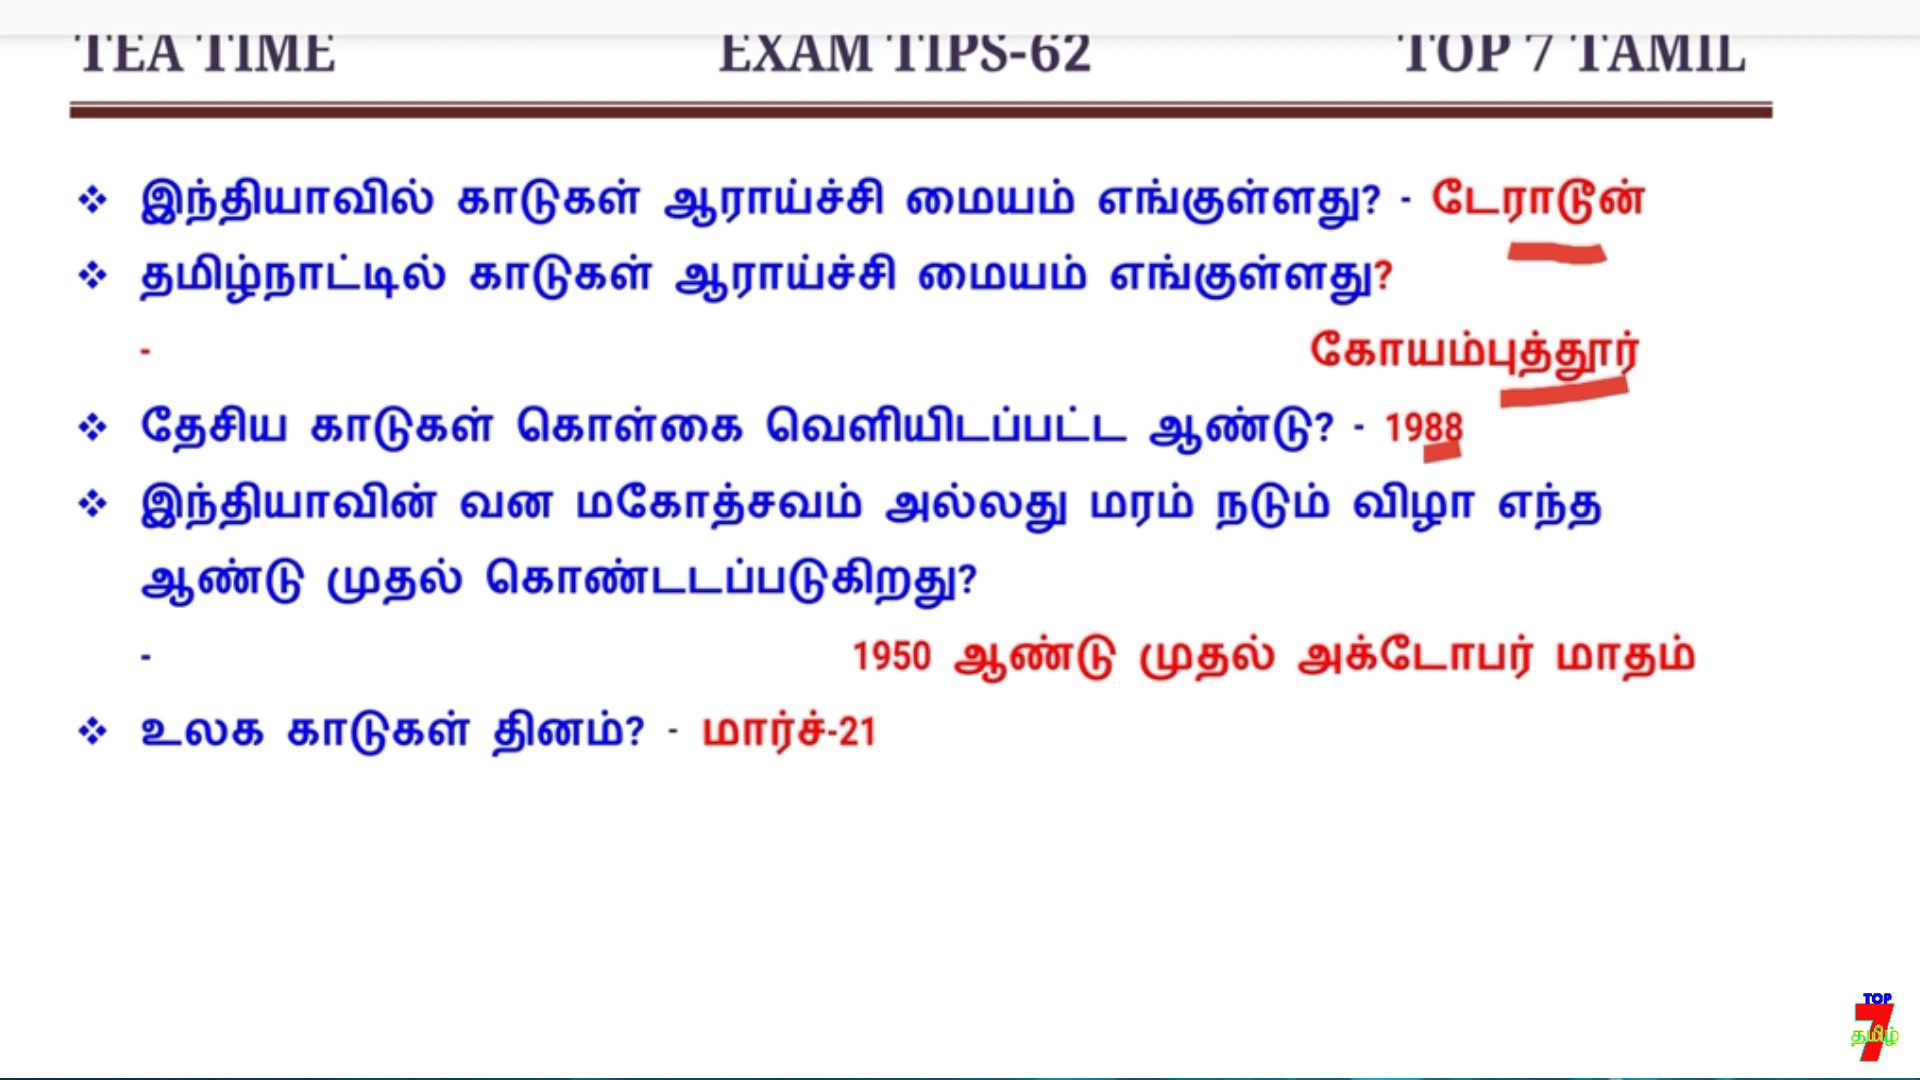 TEA TIME EXAM TIPS-62 TOP 7 TAMIL
❖ இந்தியாவில் காடுகள் ஆராய்ச்சி மையம் எங்குள்ளது? - டேராடூன்
❖ தமிழ்நாட்டில் காடுகள் ஆராய்ச்சி மையம் எங்குள்ளது?
- கோயம்புத்தூர்
❖ தேசிய காடுகள் கொள்கை வெளியிடப்பட்ட ஆண்டு? - 1988
❖ இந்தியாவின் வன மகோத்சவம் அல்லது மரம் நடும் விழா எந்த
ஆண்டு முதல் கொண்டடப்படுகிறது?
- 1950 ஆண்டு முதல் அக்டோபர் மாதம்
❖ உலக காடுகள் தினம்? - மார்ச்-21
TOP
7
தமிழ்